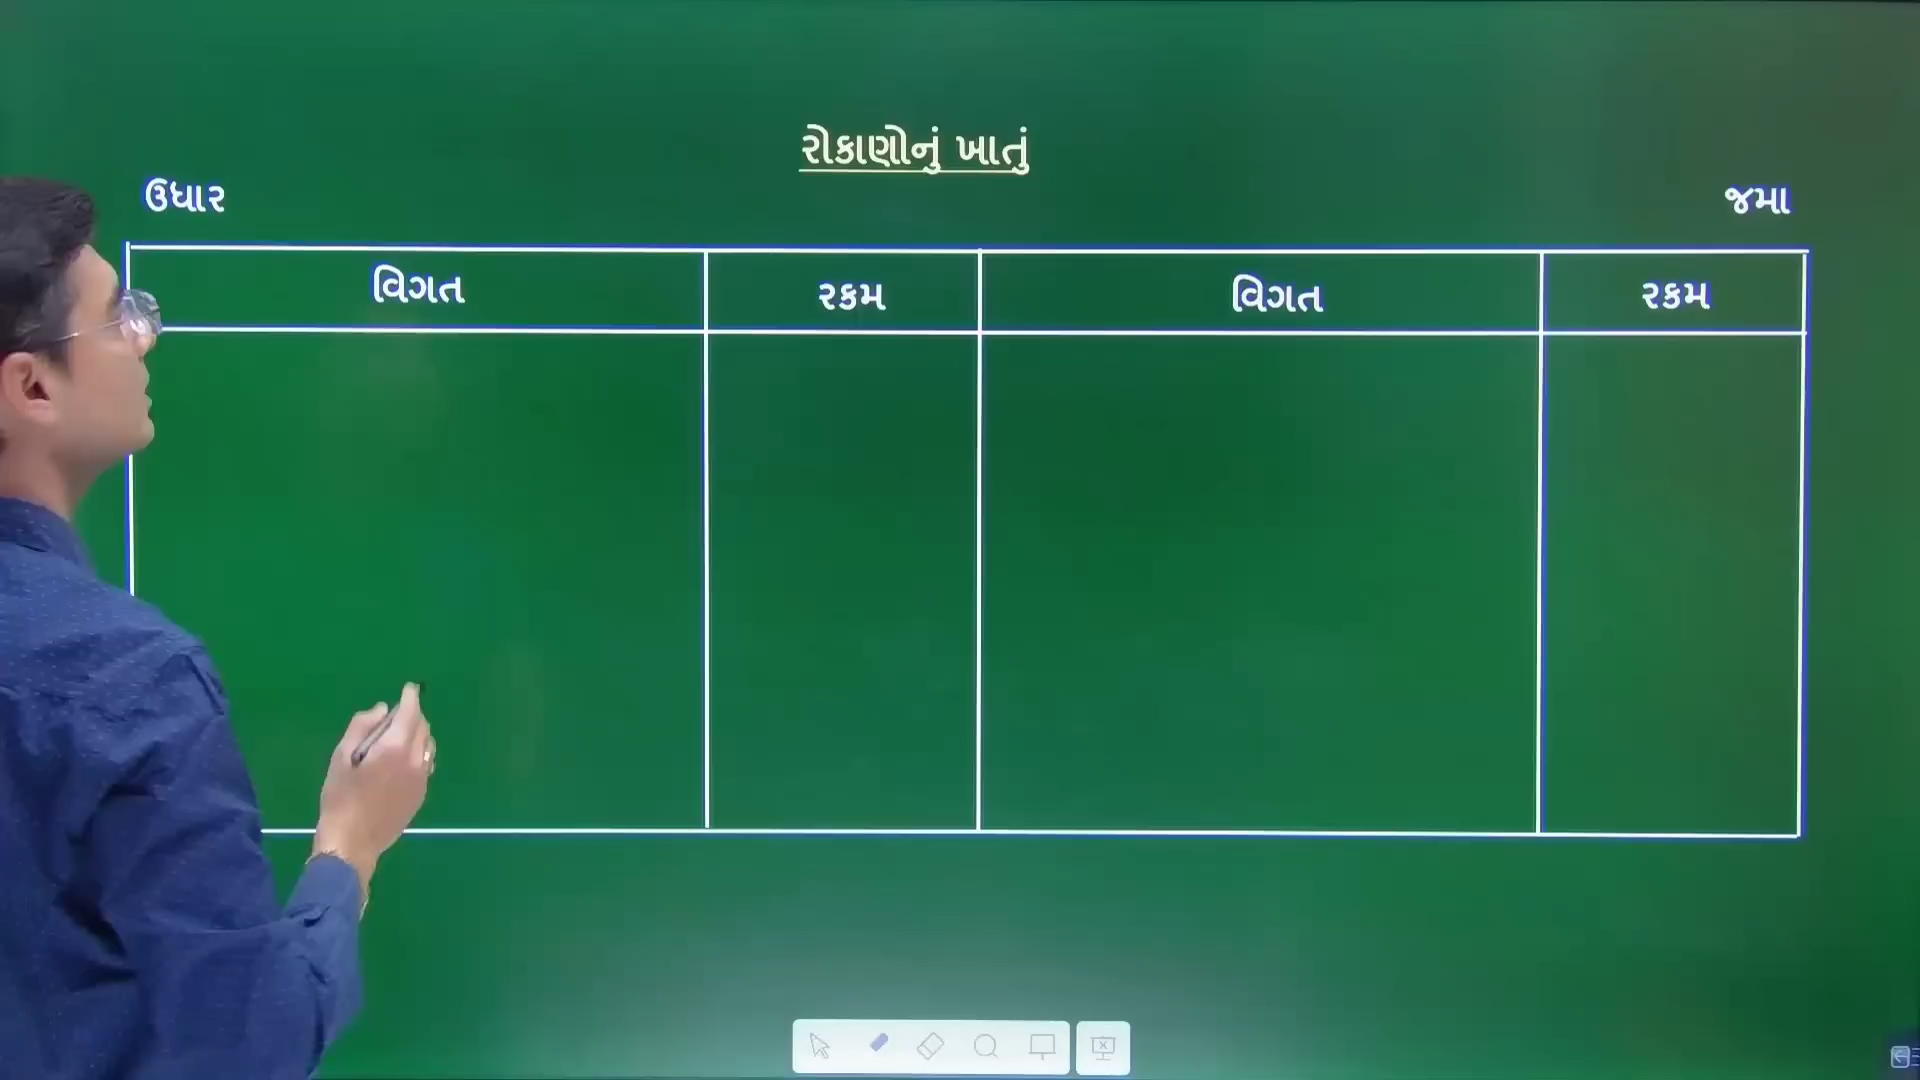 રોકાણોનું ખાતું
ઉધાર જમા
વિગત રકમ વિગત રકમ